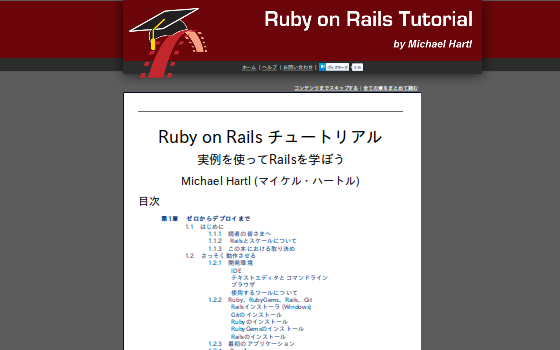 Ruby on Rails Tutorial
by Michael Hartl
ホーム | ヘルプ | お問い合わせ |
コンテンツまでスキップする | 全ての章をまとめて読む
Ruby on Rails チュートリアル
実例を使ってRailsを学ぼう
Michael Hartl (マイケル・ハートル)
目次
第1章 ゼロからデプロイまで
1.1 はじめに
1.1.1 読者の皆さまへ
1.1.2 Railsとスケールについて
1.1.3 この本における取り決め
1.2 さっそく動作させる
1.2.1 開発環境
IDE
テキストエディタとコマンドライン
ブラウザ
使用するツールについて
1.2.2 Ruby、RubyGems、Rails、Git
Railsインストーラ (Windows)
Gitのインストール
Rubyのインストール
RubyGemsのインストール
Railsのインストール
1.2.3 最初のアプリケーション